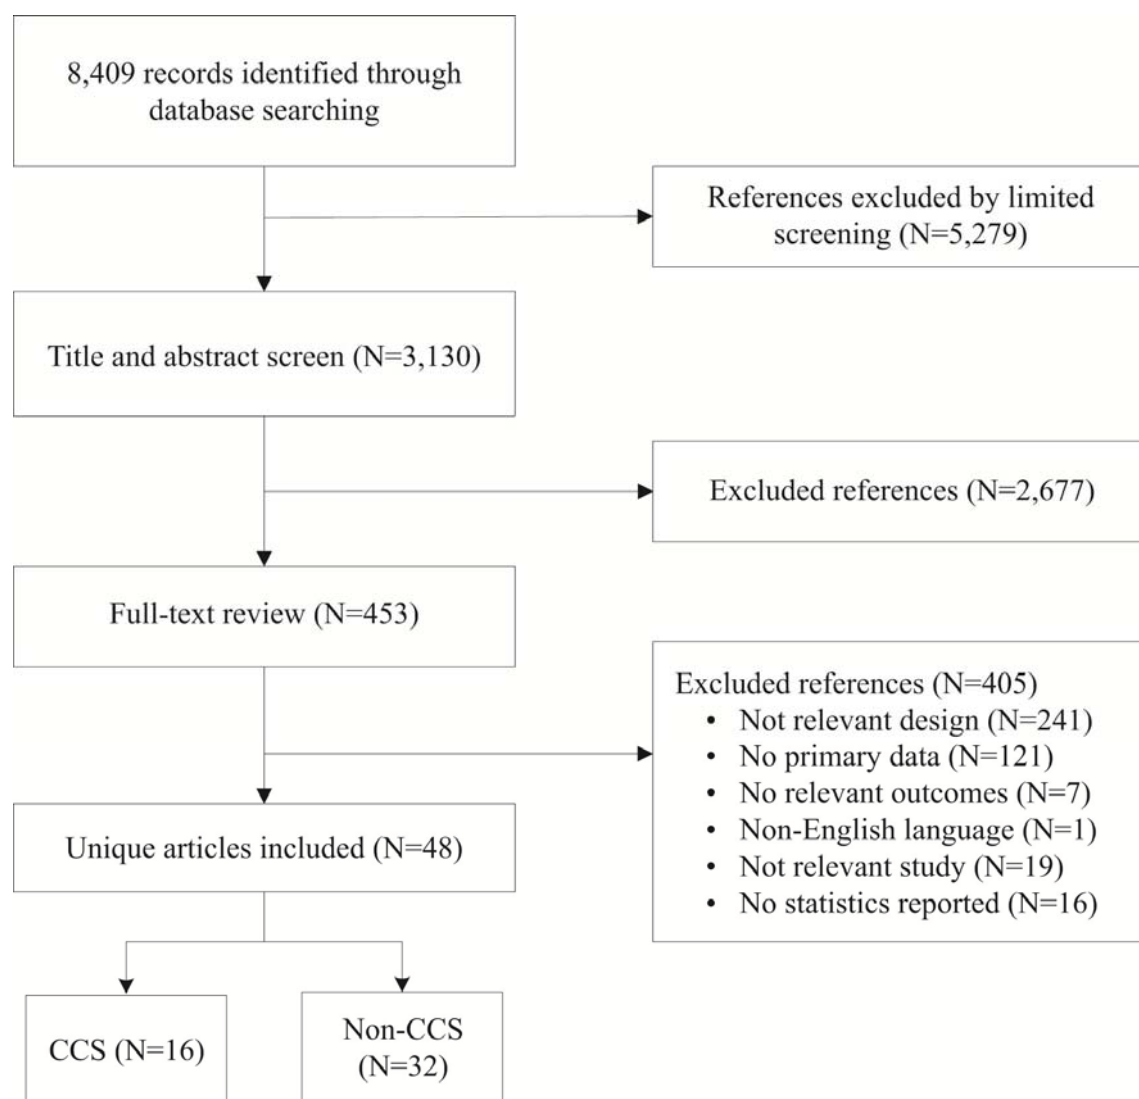 8,409 records identified through
database searching
References excluded by limited
screening (N=5,279)
Title and abstract screen (N=3,130)
Excluded references (N=2,677)
Full-text review (N=453)
Excluded references (N=405)
• Not relevant design (N=241)
• No primary data (N=121)
• No relevant outcomes (N=7)
• Non-English language (N=1)
• Not relevant study (N=19)
• No statistics reported (N=16)
Unique articles included (N=48)
CCS (N=16)
Non-CCS
(N=32)